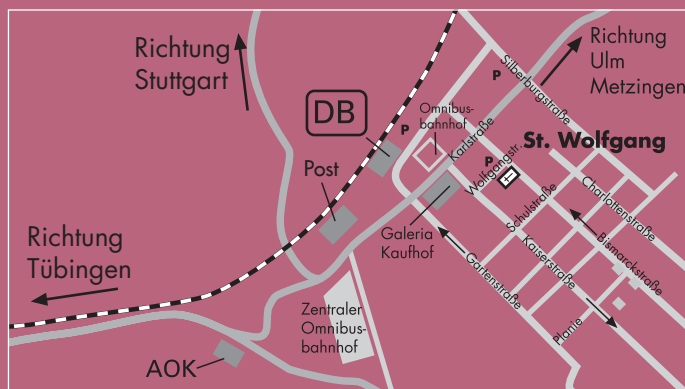 Richtung
Stuttgart
Richtung
Ulm
Metzingen
DB
P
P
P
Silberburgstraße
Omnibus-
bahnhof
Karlstraße
St. Wolfgang
Wolfgangstr.
Post
Galeria
Kaufhof
Schulstraße
Charlottenstraße
Bismarckstraße
Kaiserstraße
Gartenstraße
Planie
Richtung
Tübingen
Zentraler
Omnibus-
bahnhof
AOK